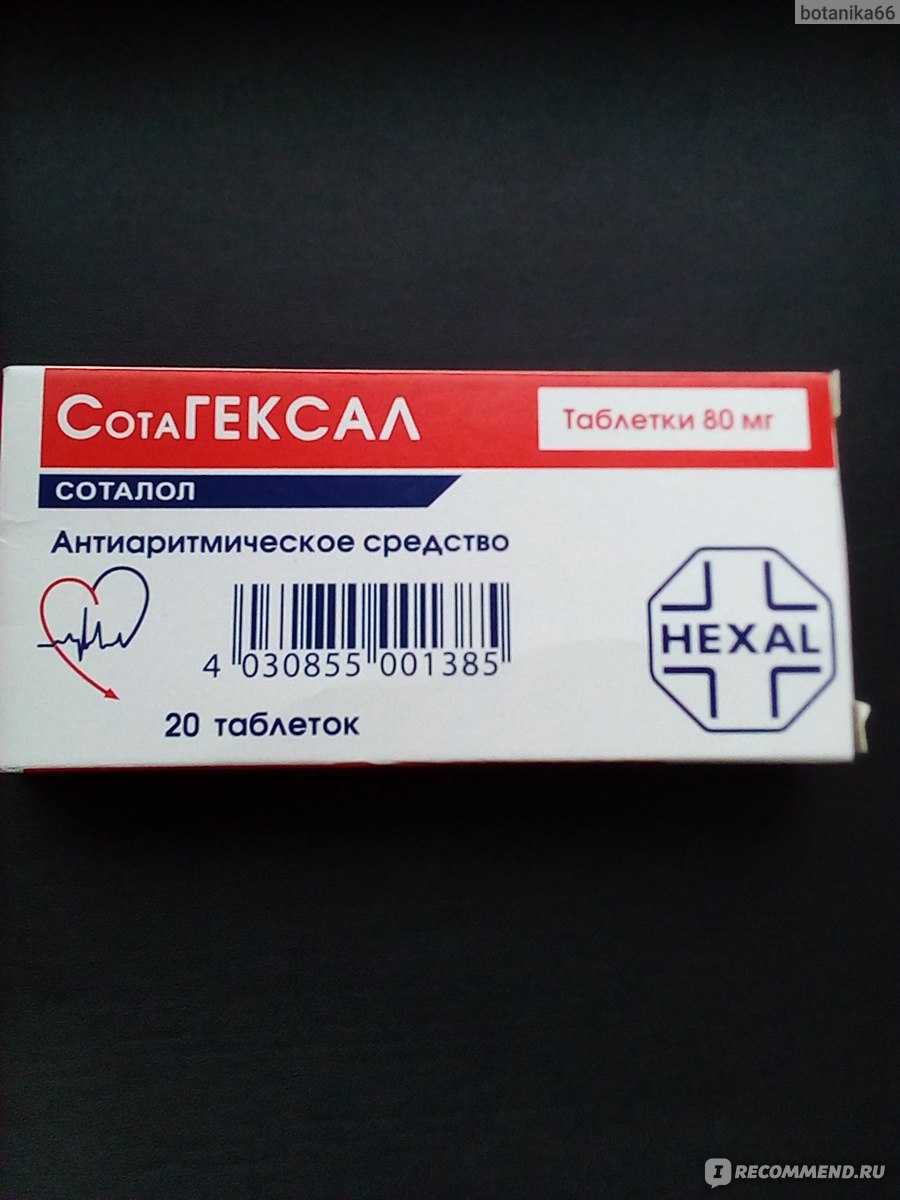 botanika66
СотаГЕКСАЛ
Таблетки 80 мг
СОТАЛОЛ
Антиаритмическое средство
HEXAL
4 030855 001385
20 таблеток
I RECOMMEND.RU